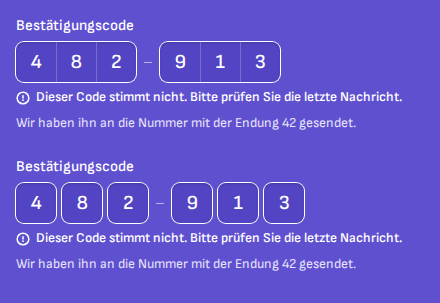 Bestätigungscode
4 8 2 – 9 1 3
Dieser Code stimmt nicht. Bitte prüfen Sie die letzte Nachricht.
Wir haben ihn an die Nummer mit der Endung 42 gesendet.
Bestätigungscode
4 8 2 – 9 1 3
Dieser Code stimmt nicht. Bitte prüfen Sie die letzte Nachricht.
Wir haben ihn an die Nummer mit der Endung 42 gesendet.